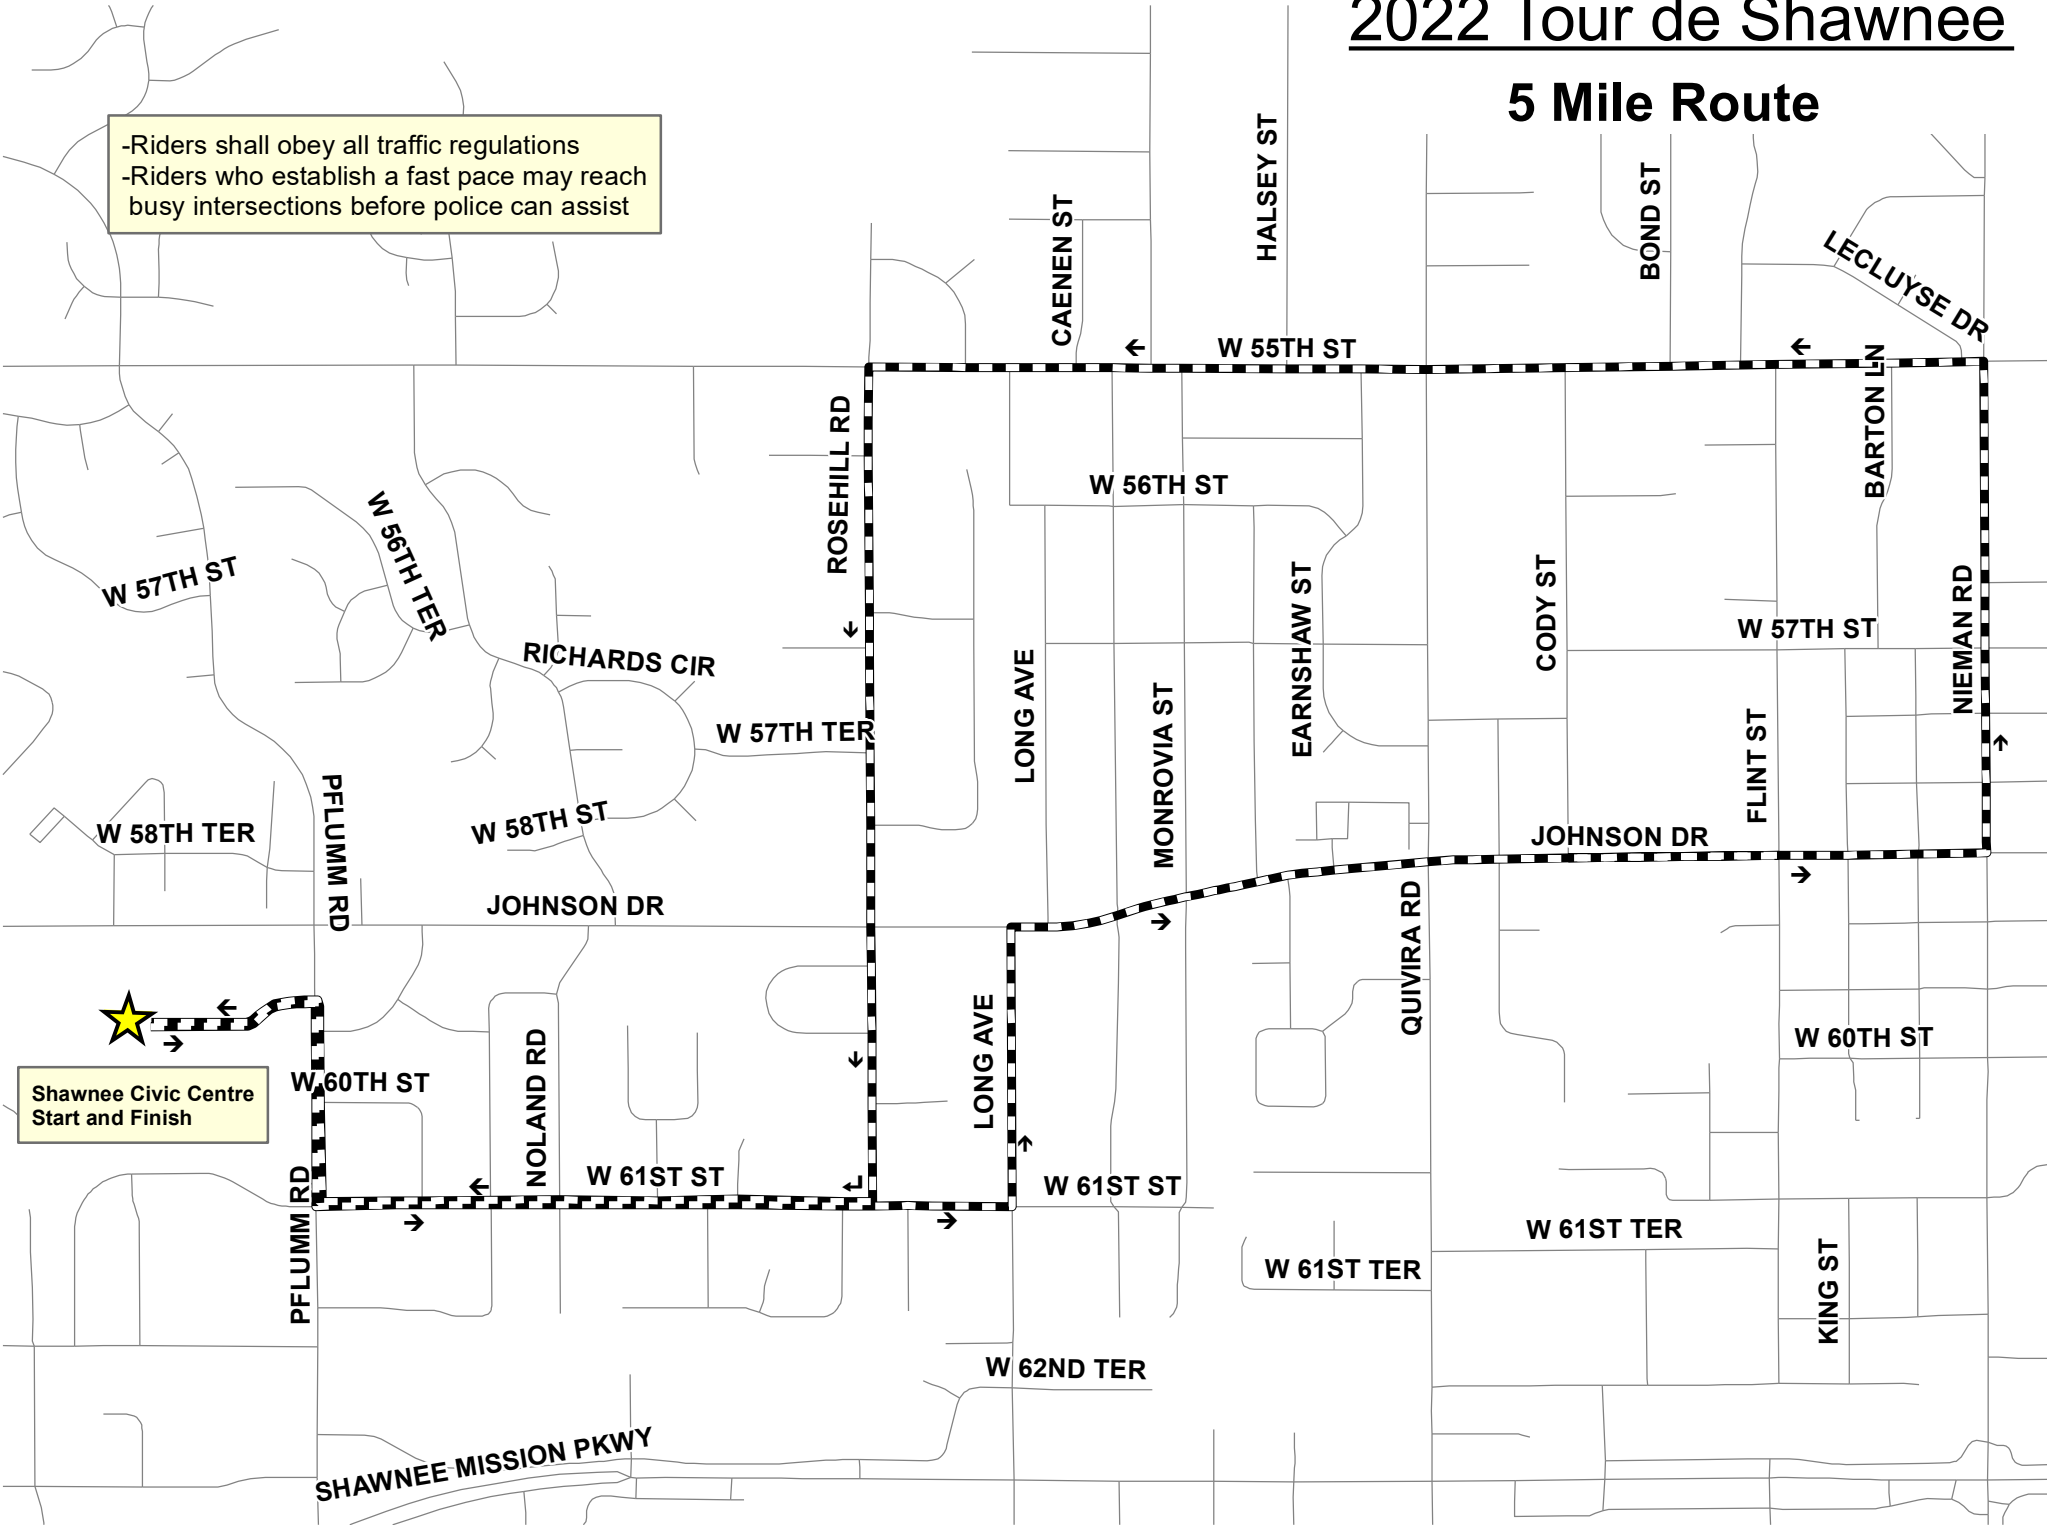 2022 Tour de Shawnee
5 Mile Route
-Riders shall obey all traffic regulations
-Riders who establish a fast pace may reach
busy intersections before police can assist
HALSEY ST
BOND ST
CAENEN ST
LECLUYSE DR
W 55TH ST
BARTON LN
ROSEHILL RD
W 56TH ST
W 56TH TER
W 57TH ST
EARNSHAW ST
CODY ST
NIEMAN RD
W 57TH ST
RICHARDS CIR
LONG AVE
MONROVIA ST
W 57TH TER
FLINT ST
PFLUMM RD
W 58TH ST
W 58TH TER
JOHNSON DR
JOHNSON DR
QUIVIRA RD
LONG AVE
W 60TH ST
NOLAND RD
W 60TH ST
Shawnee Civic Centre
Start and Finish
PFLUMM RD
W 61ST ST
W 61ST ST
W 61ST TER
W 61ST TER
KING ST
W 62ND TER
SHAWNEE MISSION PKWY